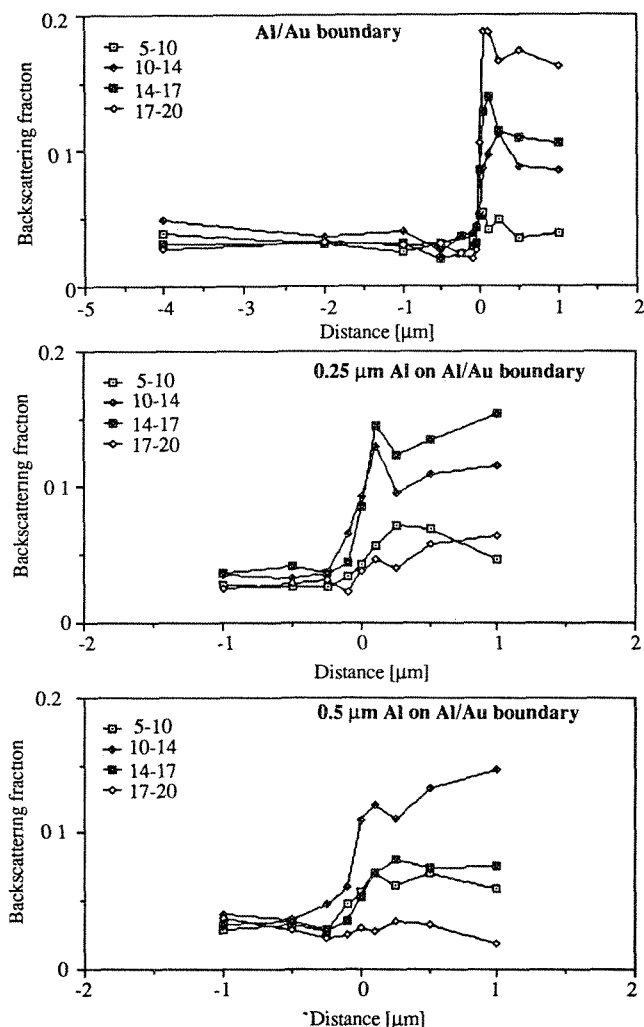 0.2
Al/Au boundary
5-10
10-14
14-17
17-20
0 1
0
Backscattering fraction
-5 -4 -3 -2 -1 0 1 2
Distance [μm]
0.2
0.25 μm Al on Al/Au boundary
5-10
10-14
14-17
17-20
0 1
0
Backscattering fraction
-2 -1 0 1 2
Distance [μm]
0.2
0.5 μm Al on Al/Au boundary
5-10
10-14
14-17
17-20
0 1
0
Backscattering fraction
-2 -1 0 1 2
Distance [μm]